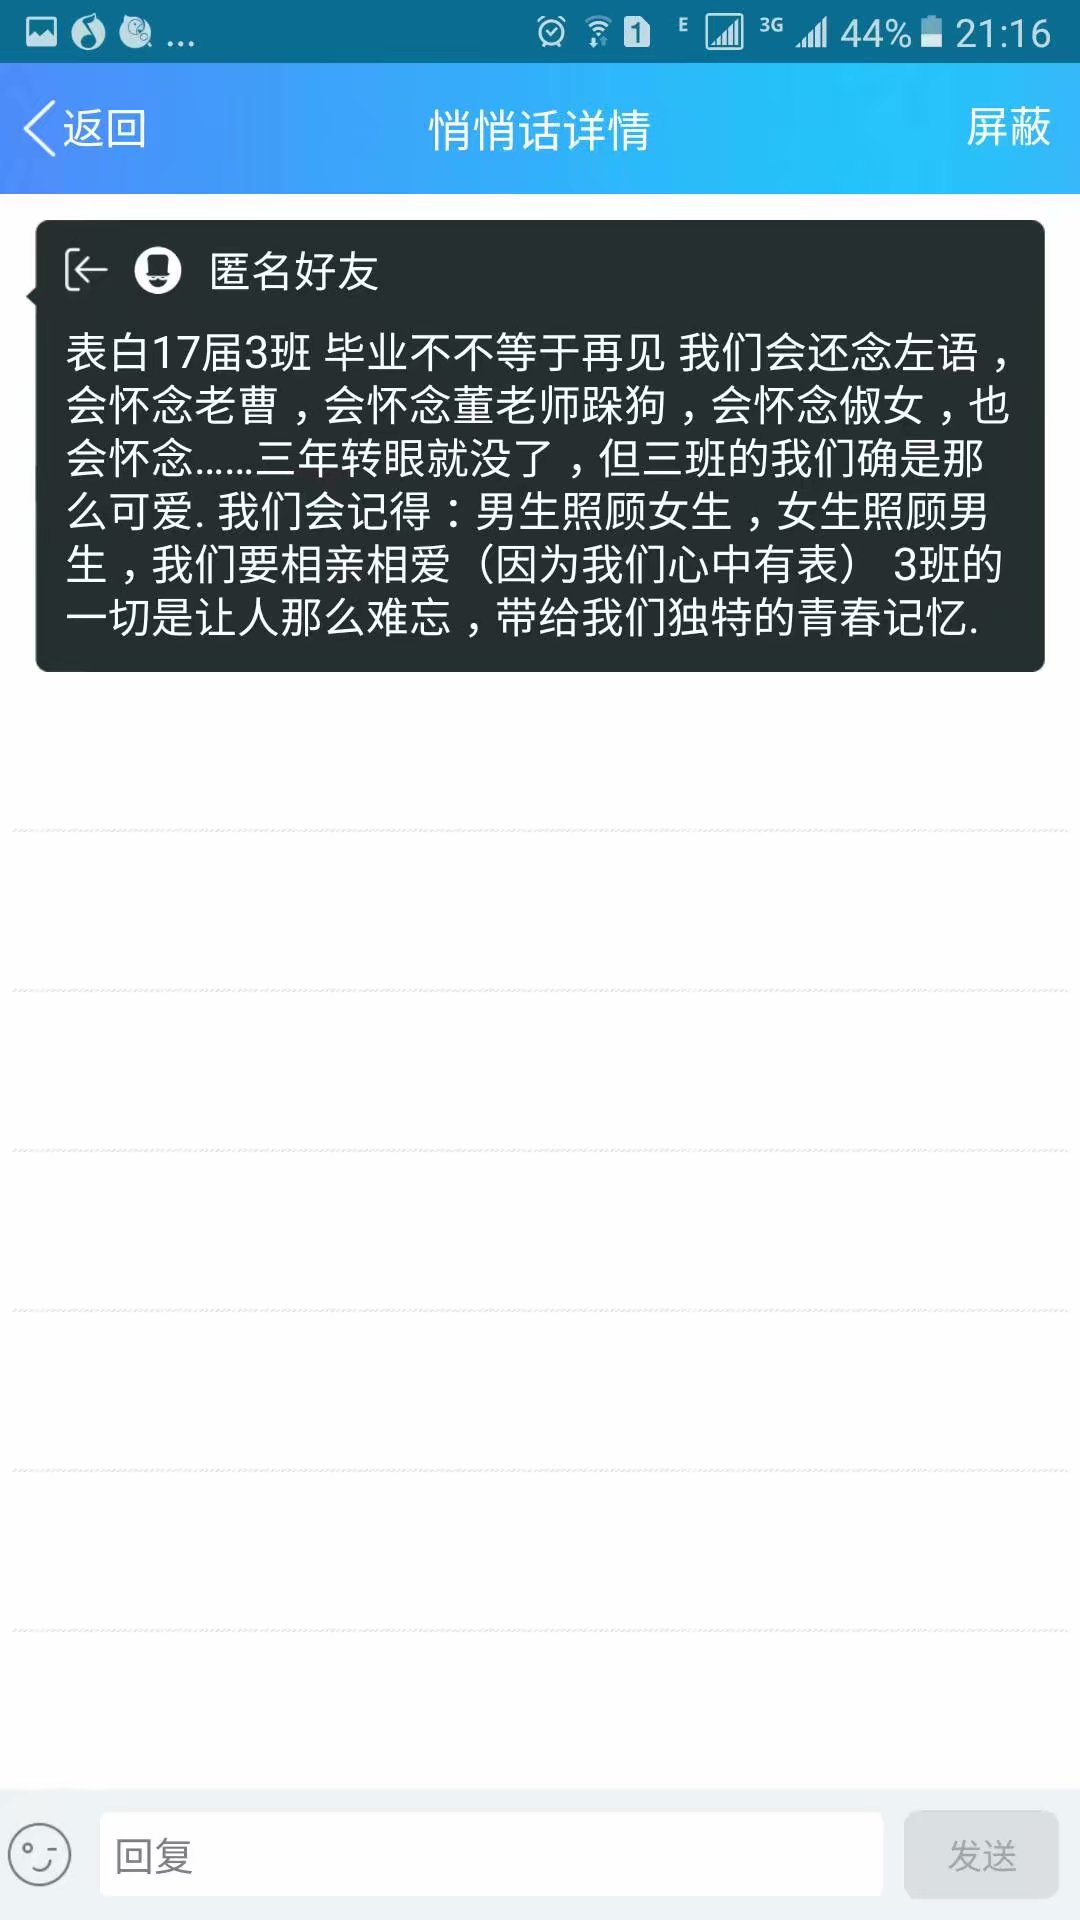 ... 1 E 3G 44% 21:16
返回 悄悄话详情 屏蔽
匿名好友
表白17届3班 毕业不不等于再见 我们会还念左语，
会怀念老曹，会怀念董老师跺狗，会怀念俶女，也
会怀念......三年转眼就没了，但三班的我们确是那
么可爱. 我们会记得：男生照顾女生，女生照顾男
生，我们要相亲相爱（因为我们心中有表） 3班的
一切是让人那么难忘，带给我们独特的青春记忆.
回复 发送